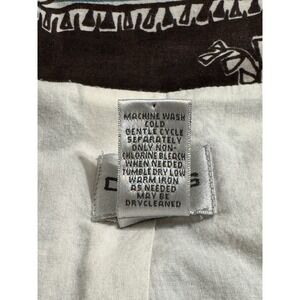 MACHINE WASH
COLD
GENTLE CYCLE
SEPARATELY
ONLY NON-
CHLORINE BLEACH
WHEN NEEDED
TUMBLE DRY LOW
WARM IRON
AS NEEDED
MAY BE
DRYCLEANED